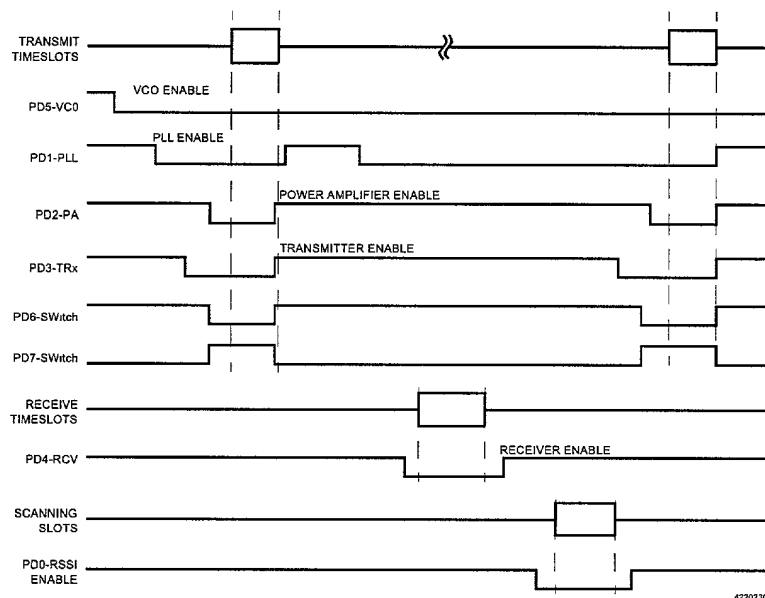 TRANSMIT
TIMESLOTS
VCO ENABLE
PD5-VC0
PLL ENABLE
PD1-PLL
POWER AMPLIFIER ENABLE
PD2-PA
TRANSMITTER ENABLE
PD3-TRx
PD6-SWitch
PD7-SWitch
RECEIVE
TIMESLOTS
PD4-RCV
RECEIVER ENABLE
SCANNING
SLOTS
PD0-RSSI
ENABLE